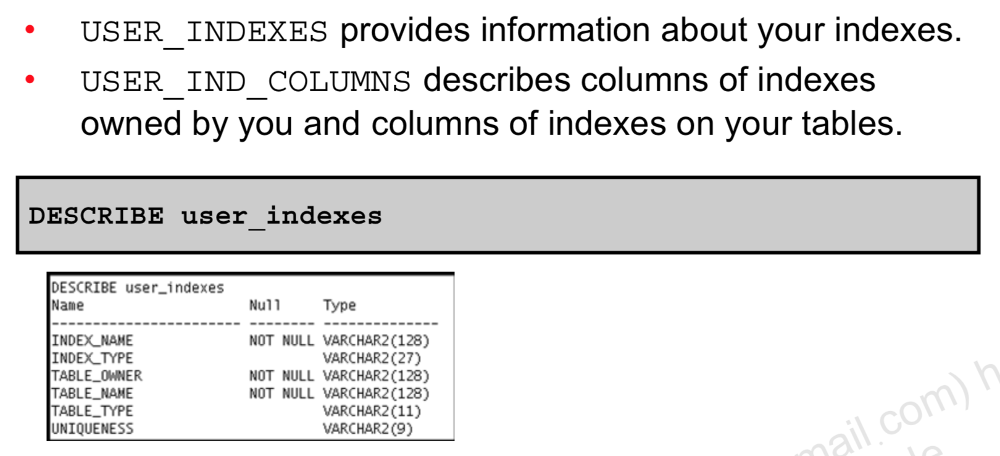 • USER_INDEXES provides information about your indexes.
• USER_IND_COLUMNS describes columns of indexes
owned by you and columns of indexes on your tables.
DESCRIBE user_indexes
DESCRIBE user_indexes
Name Null Type
----------------------- -------- --------------
INDEX_NAME NOT NULL VARCHAR2(128)
INDEX_TYPE VARCHAR2(27)
TABLE_OWNER NOT NULL VARCHAR2(128)
TABLE_NAME NOT NULL VARCHAR2(128)
TABLE_TYPE VARCHAR2(11)
UNIQUENESS VARCHAR2(9)
mail.com) h